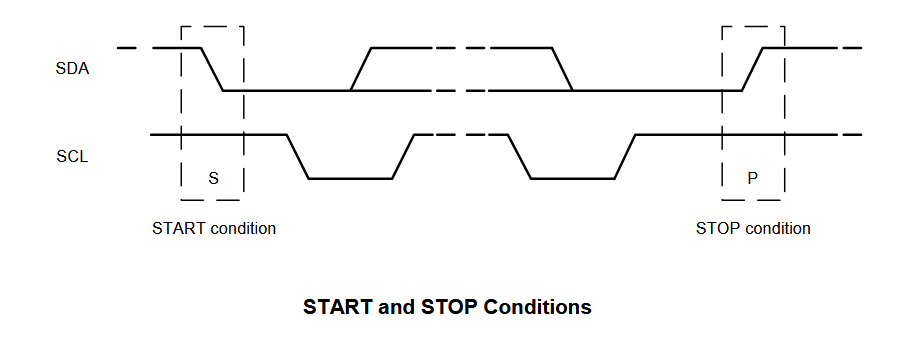 SDA
SCL
S
P
START condition
STOP condition
START and STOP Conditions